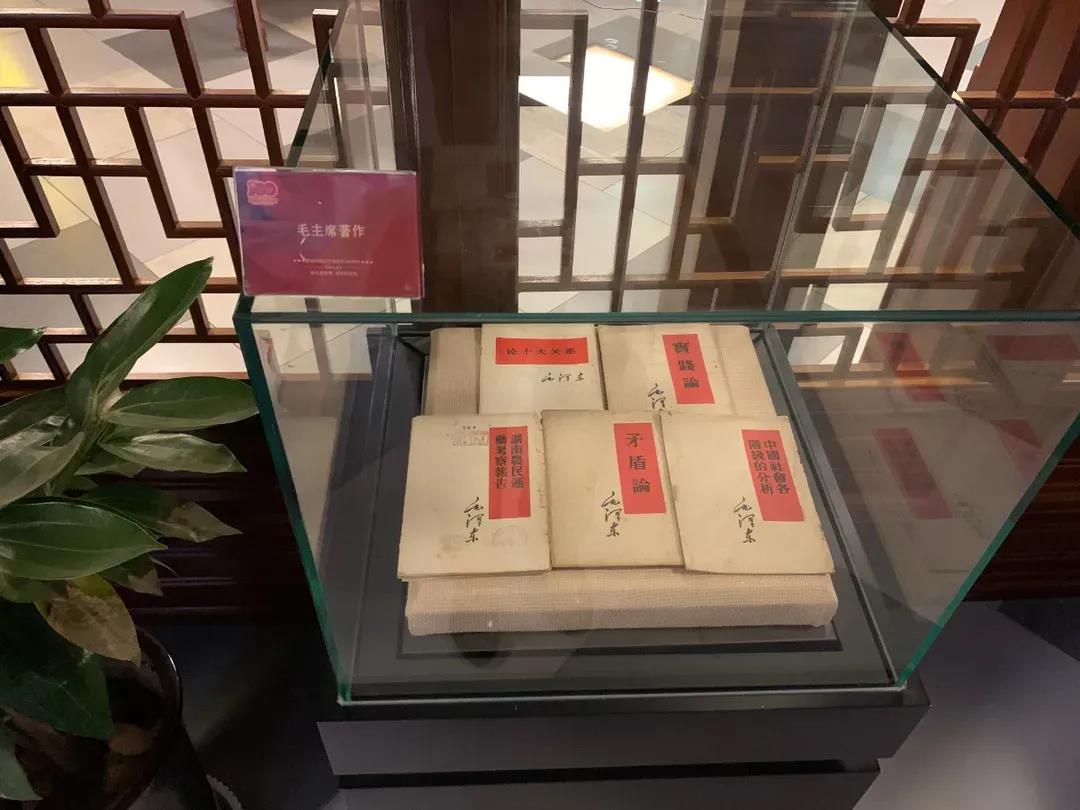 100
毛主席著作
论十大关系
毛泽东
實踐論
毛泽东
湖南農民運
動考察報告
毛泽东
矛盾論
毛泽东
中國社會各
階級的分析
毛泽东